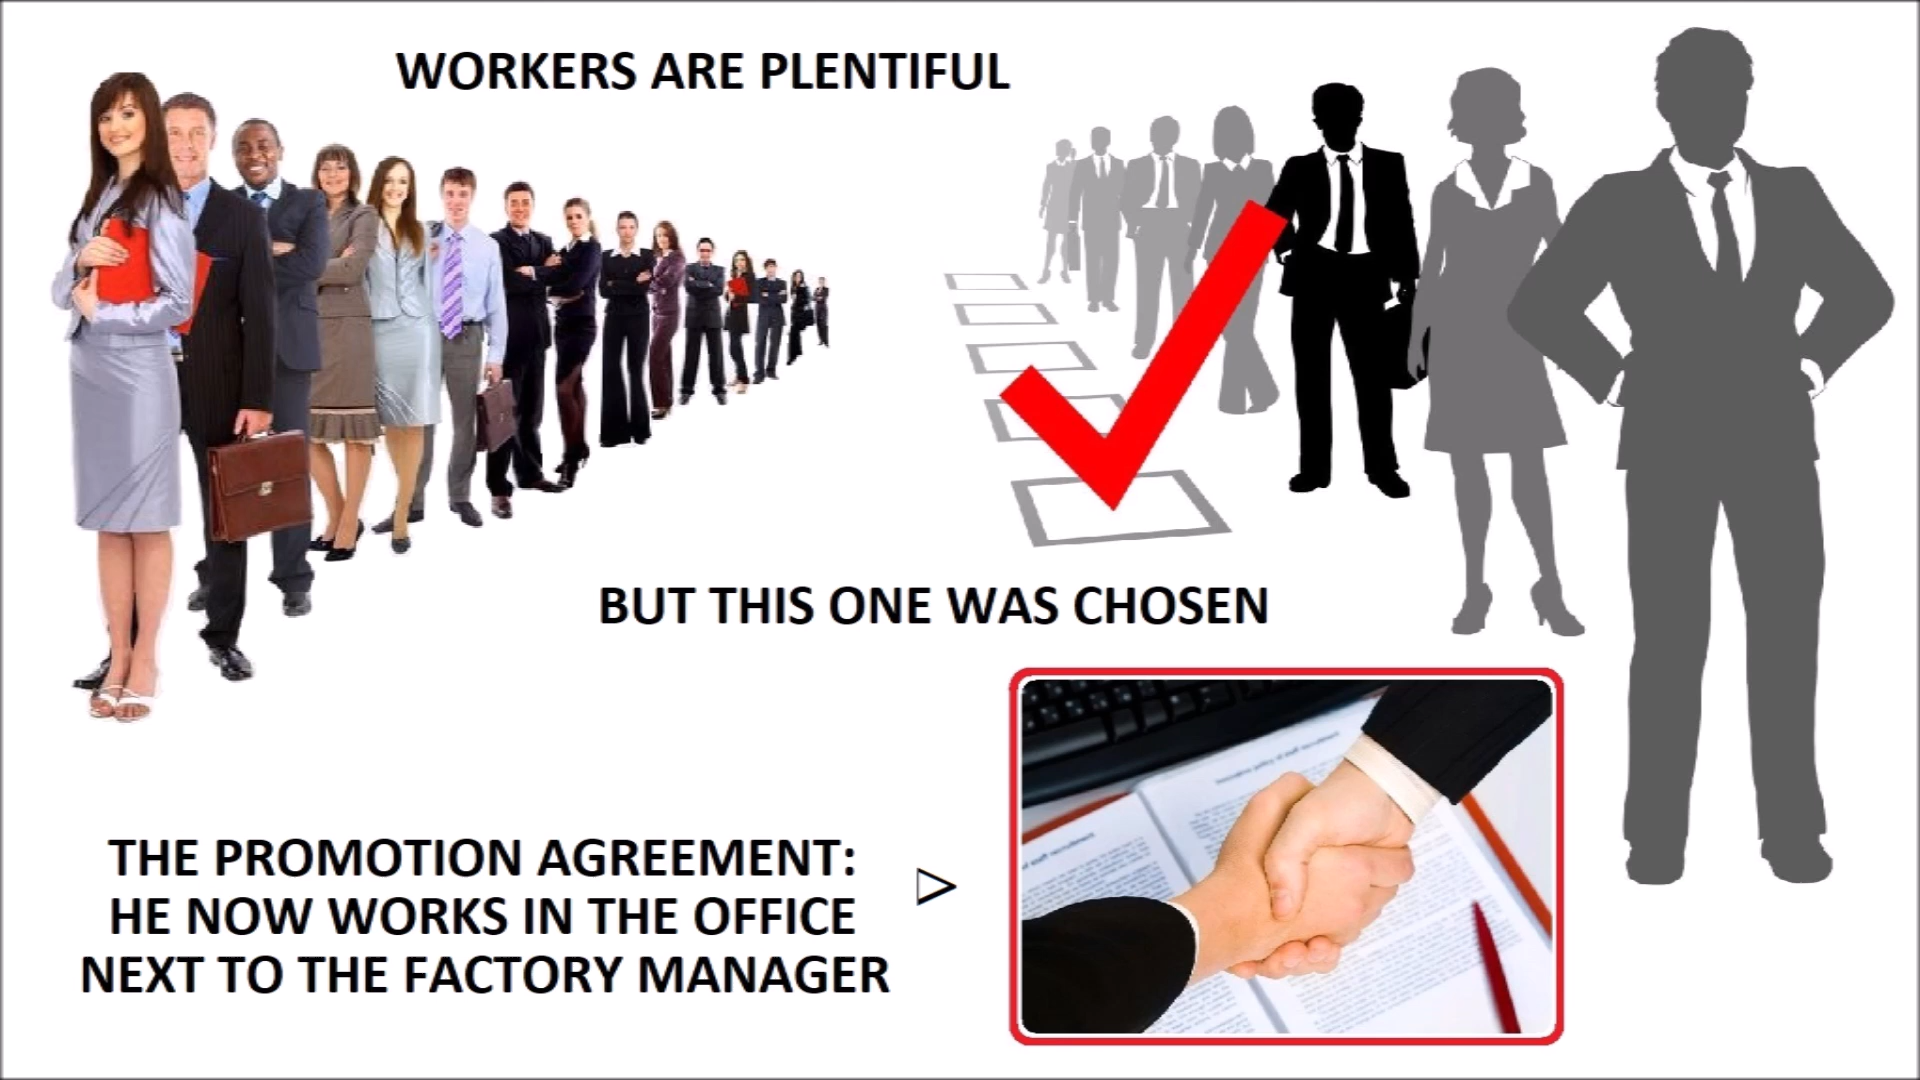 WORKERS ARE PLENTIFUL
BUT THIS ONE WAS CHOSEN
THE PROMOTION AGREEMENT:
HE NOW WORKS IN THE OFFICE
NEXT TO THE FACTORY MANAGER